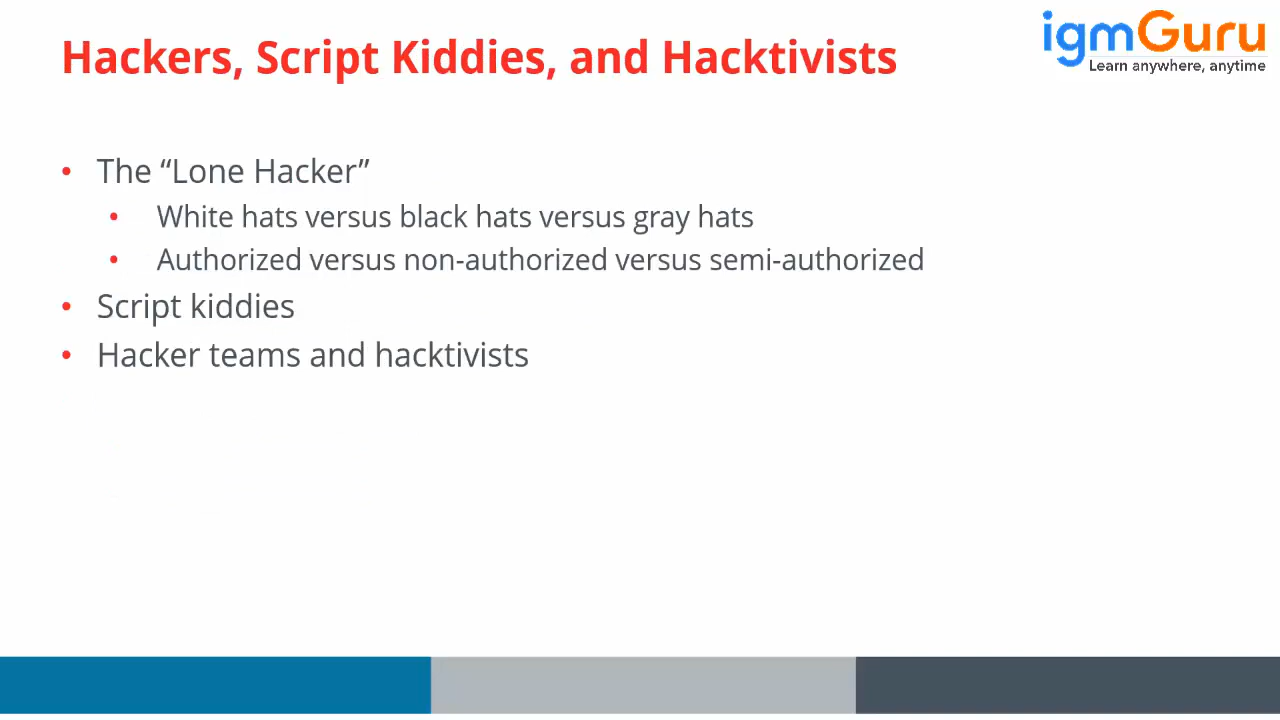 Hackers, Script Kiddies, and Hacktivists
igmGuru
Learn anywhere, anytime
• The “Lone Hacker”
• White hats versus black hats versus gray hats
• Authorized versus non-authorized versus semi-authorized
• Script kiddies
• Hacker teams and hacktivists